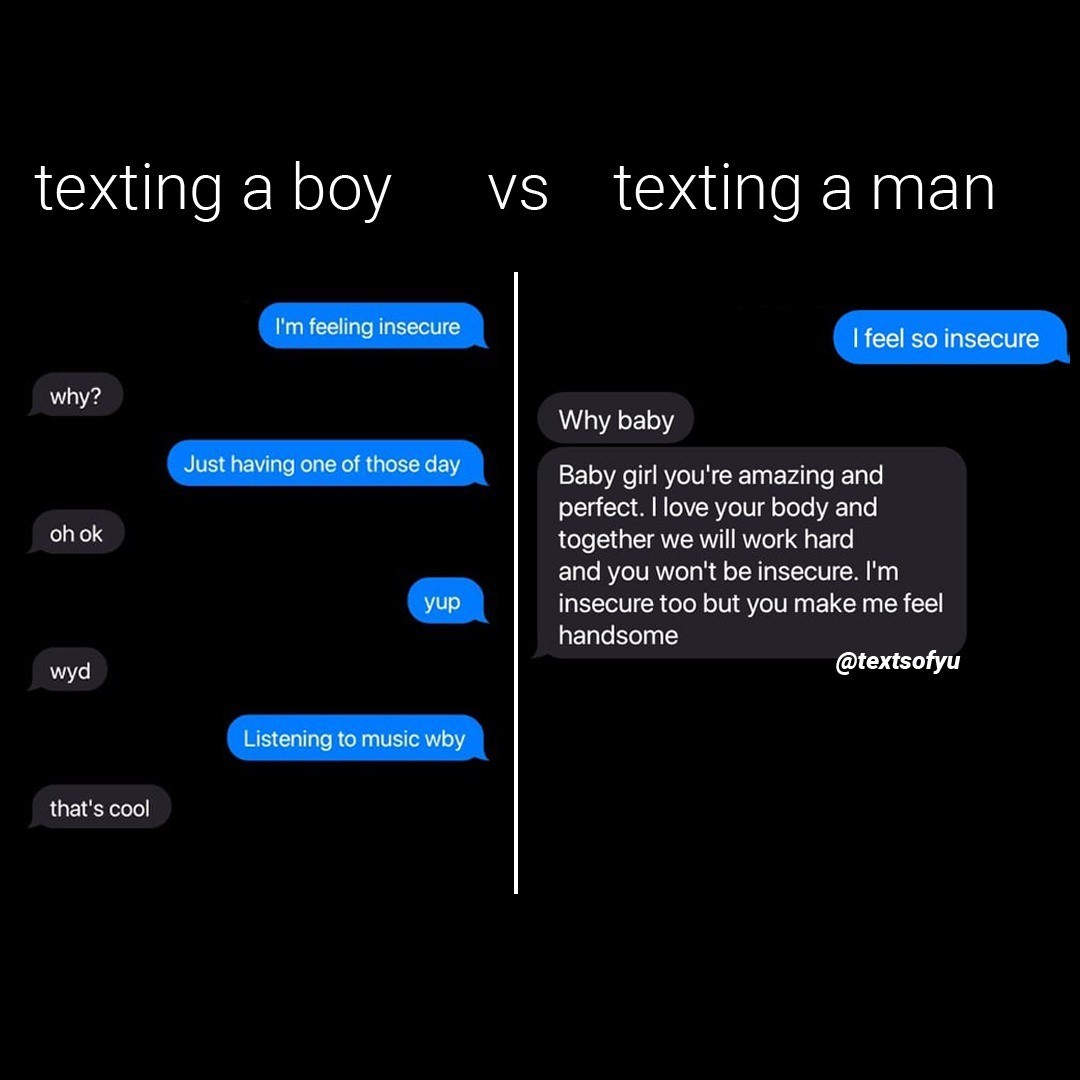 texting a boy vs texting a man
I'm feeling insecure
why?
Just having one of those day
oh ok
yup
wyd
Listening to music wby
that's cool
I feel so insecure
Why baby
Baby girl you're amazing and
perfect. I love your body and
together we will work hard
and you won't be insecure. I'm
insecure too but you make me feel
handsome
@textsofyu